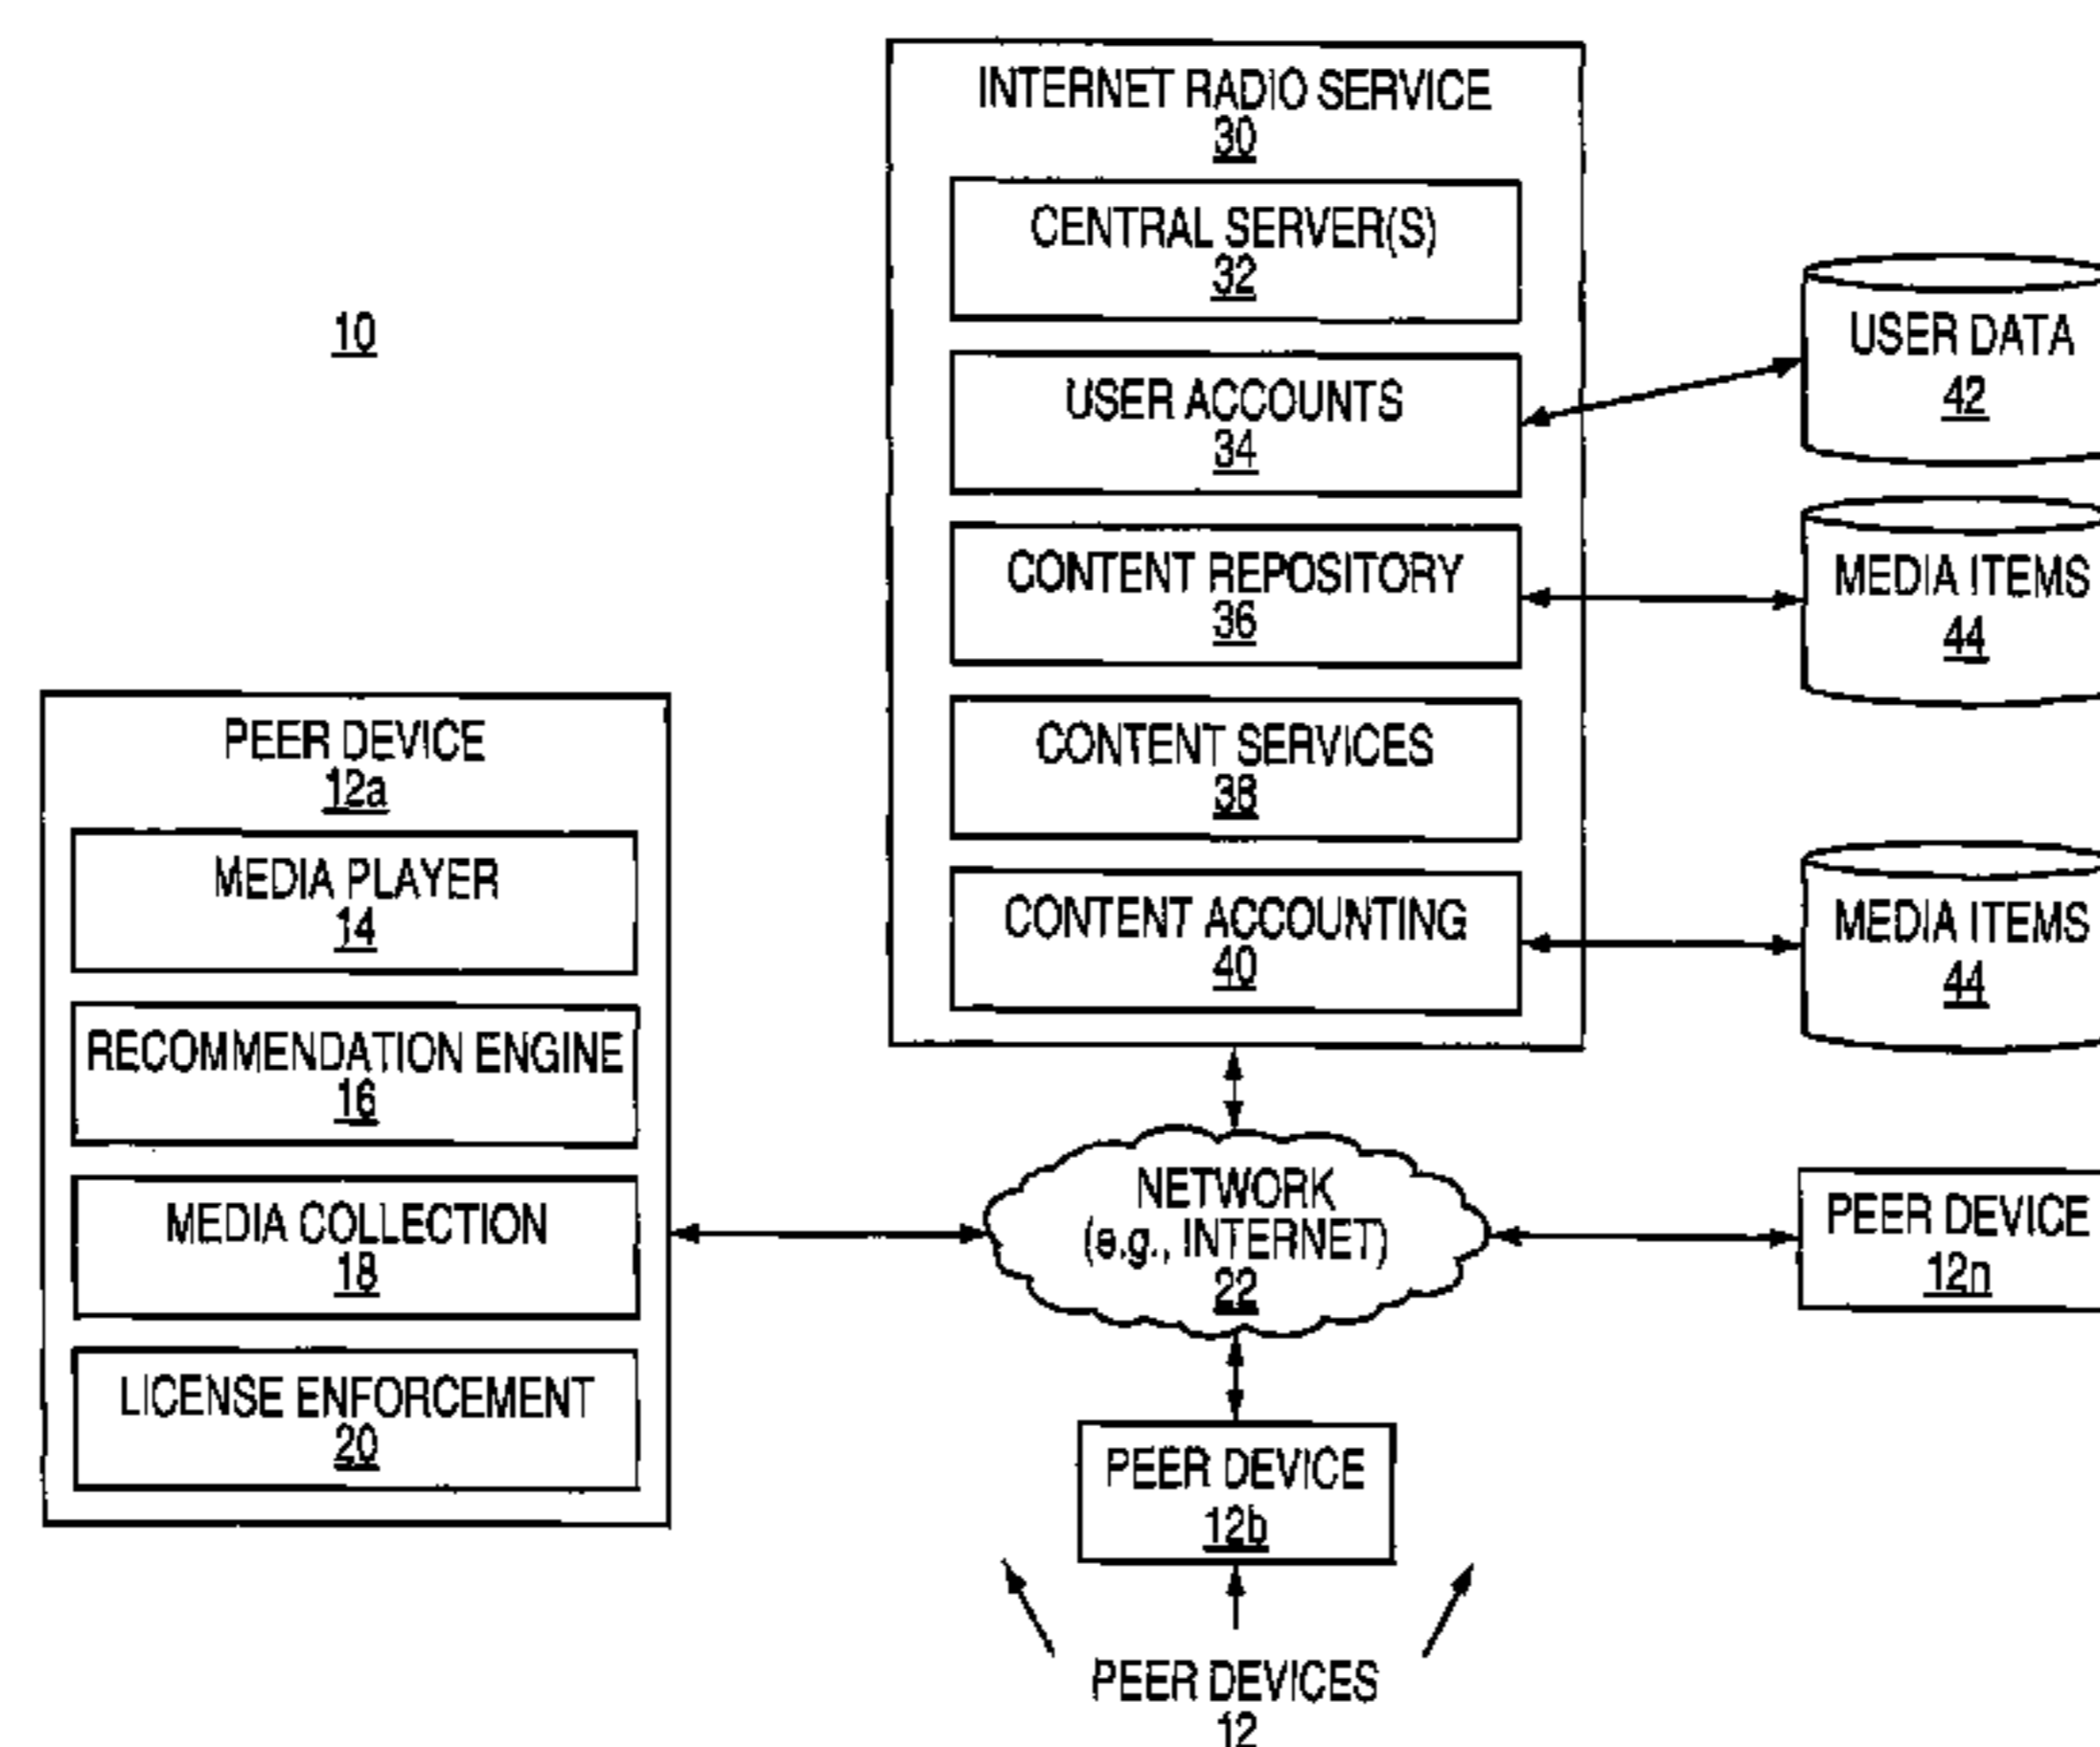 10
INTERNET RADIO SERVICE
30
CENTRAL SERVER(S)
32
USER ACCOUNTS
34
CONTENT REPOSITORY
36
CONTENT SERVICES
38
CONTENT ACCOUNTING
40
USER DATA
42
MEDIA ITEMS
44
MEDIA ITEMS
44
PEER DEVICE
12a
MEDIA PLAYER
14
RECOMMENDATION ENGINE
16
MEDIA COLLECTION
18
LICENSE ENFORCEMENT
20
NETWORK
(e.g., INTERNET)
22
PEER DEVICE
12n
PEER DEVICE
12b
PEER DEVICES
12